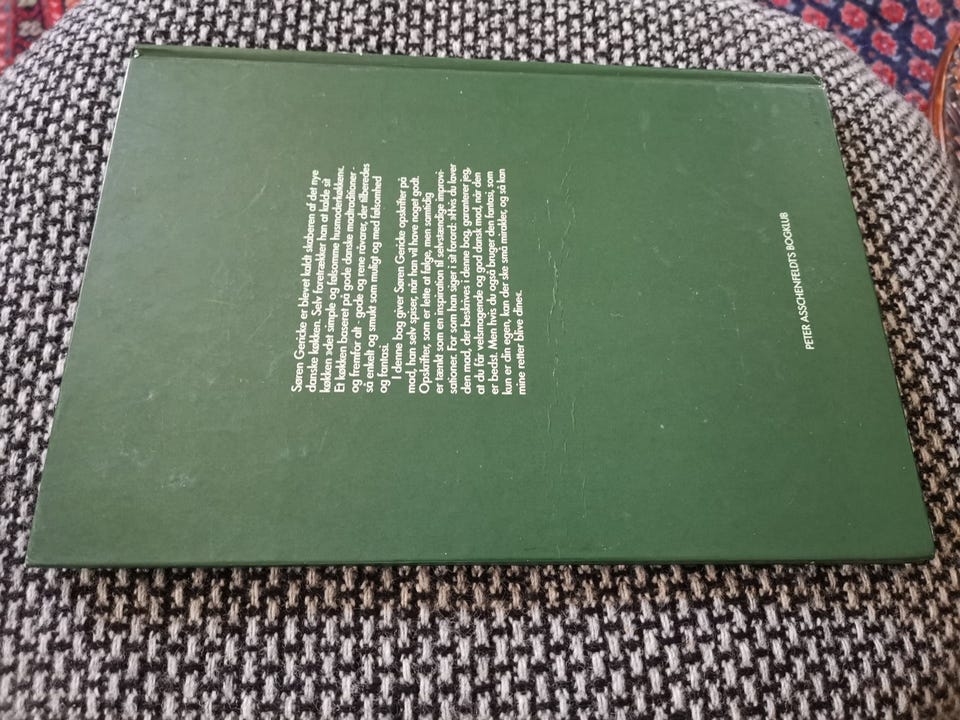 Søren Gericke er blevet kaldt skaberen af det nye
danske køkken. Selv foretrækker han at kalde sit
køkken »det simple og følsomme husmoderkøkken«.
Et køkken baseret på gode danske madtraditioner -
og fremfor alt - gode og rene råvarer, der tilberedes
så enkelt og smukt som muligt og med følsomhed
og fantasi.
I denne bog giver Søren Gericke opskrifter på
mad, han selv spiser, når han vil have noget godt.
Opskrifter, som er lette at følge, men samtidig
er tænkt som en inspiration til selvstændige improvi-
sationer. For som han siger i sit forord: »Hvis du laver
den mad, der beskrives i denne bog, garanterer jeg,
at du får velsmagende og god dansk mad, når den
er bedst. Men hvis du også bruger den fantasi, som
kun er din egen, kan der ske små mirakler, og så kan
mine retter blive dine«.
PETER ASSCHENFELDTS BOGKLUB